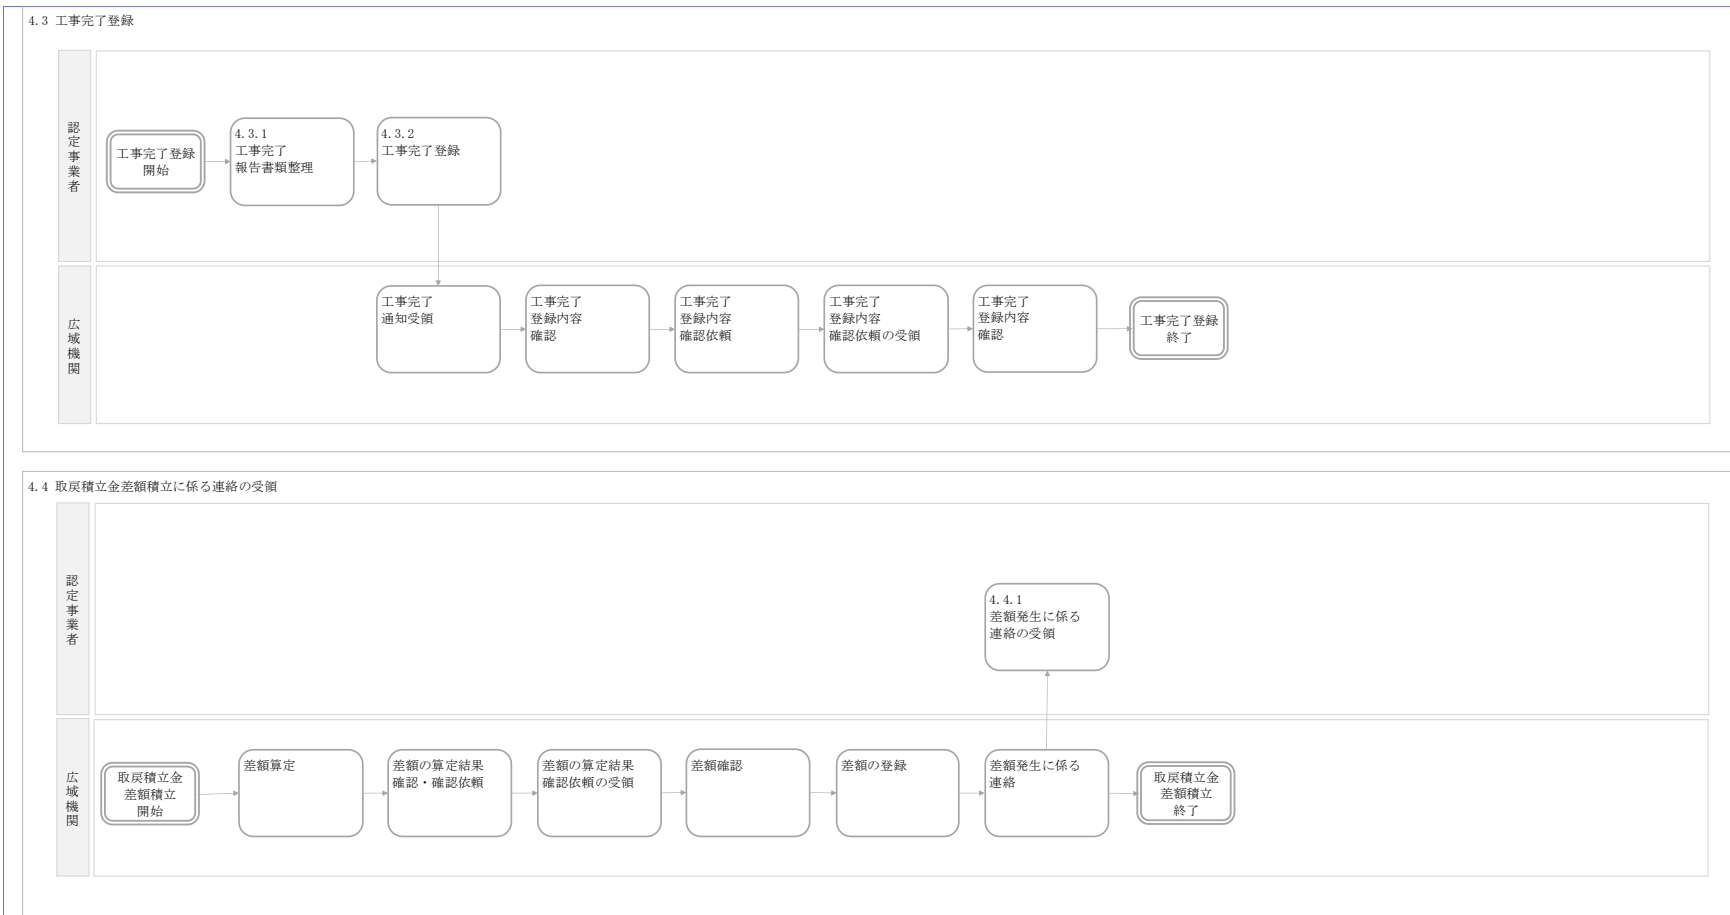 4.3 工事完了登録
認定事業者
工事完了登録
開始
4.3.1
工事完了
報告書類整理
4.3.2
工事完了登録
広域機関
工事完了
通知受領
工事完了
登録内容
確認
工事完了
登録内容
確認依頼
工事完了
登録内容
確認依頼の受領
工事完了
登録内容
確認
工事完了登録
終了
4.4 取戻積立金差額積立に係る連絡の受領
認定事業者
4.4.1
差額発生に係る
連絡の受領
広域機関
取戻積立金
差額積立
開始
差額算定
差額の算定結果
確認・確認依頼
差額の算定結果
確認依頼の受領
差額確認
差額の登録
差額発生に係る
連絡
取戻積立金
差額積立
終了